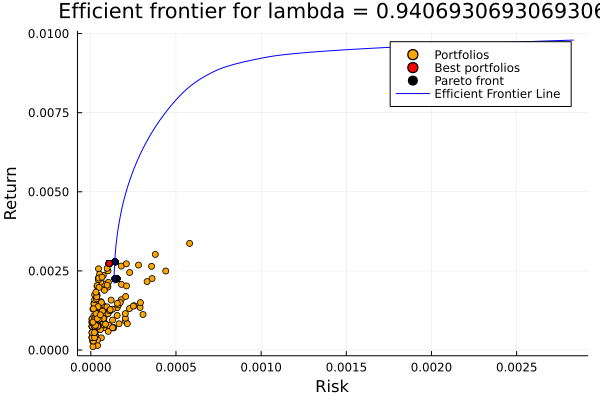 Efficient frontier for lambda = 0.9406930693069306
0.0100
0.0075
0.0050
0.0025
0.0000
Return
Portfolios
Best portfolios
Pareto front
Efficient Frontier Line
0.0000 0.0005 0.0010 0.0015 0.0020 0.0025
Risk